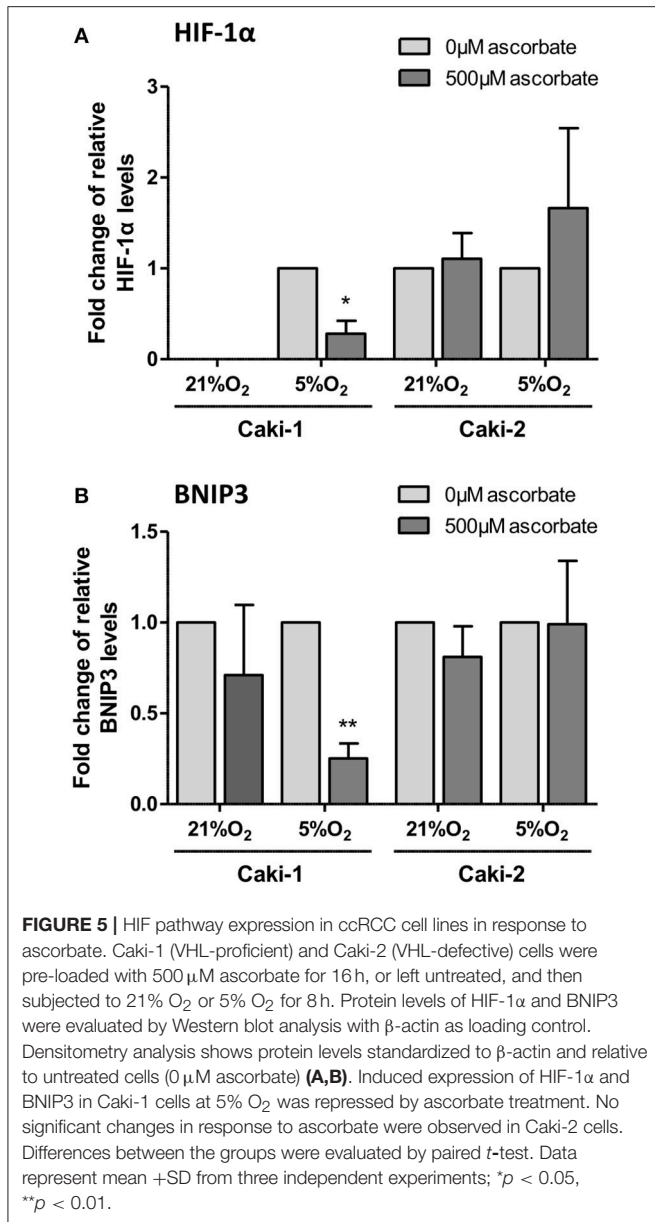 A HIF-1α
0µM ascorbate
500µM ascorbate
Fold change of relative
HIF-1α levels
3
2
1
0
*
21%O₂ 5%O₂ 21%O₂ 5%O₂
Caki-1 Caki-2
B BNIP3
0µM ascorbate
500µM ascorbate
Fold change of relative
BNIP3 levels
1.5
1.0
0.5
0.0
**
21%O₂ 5%O₂ 21%O₂ 5%O₂
Caki-1 Caki-2
FIGURE 5 | HIF pathway expression in ccRCC cell lines in response to
ascorbate. Caki-1 (VHL-proficient) and Caki-2 (VHL-defective) cells were
pre-loaded with 500 µM ascorbate for 16 h, or left untreated, and then
subjected to 21% O₂ or 5% O₂ for 8 h. Protein levels of HIF-1α and BNIP3
were evaluated by Western blot analysis with β-actin as loading control.
Densitometry analysis shows protein levels standardized to β-actin and relative
to untreated cells (0 µM ascorbate) (A,B). Induced expression of HIF-1α and
BNIP3 in Caki-1 cells at 5% O₂ was repressed by ascorbate treatment. No
significant changes in response to ascorbate were observed in Caki-2 cells.
Differences between the groups were evaluated by paired t-test. Data
represent mean +SD from three independent experiments; *p < 0.05,
**p < 0.01.